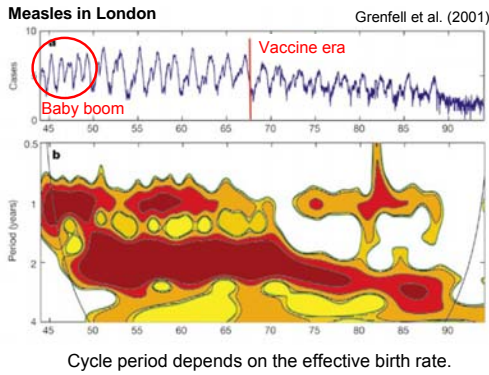 Measles in London
Grenfell et al. (2001)
10
a
Vaccine era
Cases
5
Baby boom
0
45 50 55 60 65 70 75 80 85 90
0.5
b
Period (years)
1
2
4
45 50 55 60 65 70 75 80 85 90
Cycle period depends on the effective birth rate.